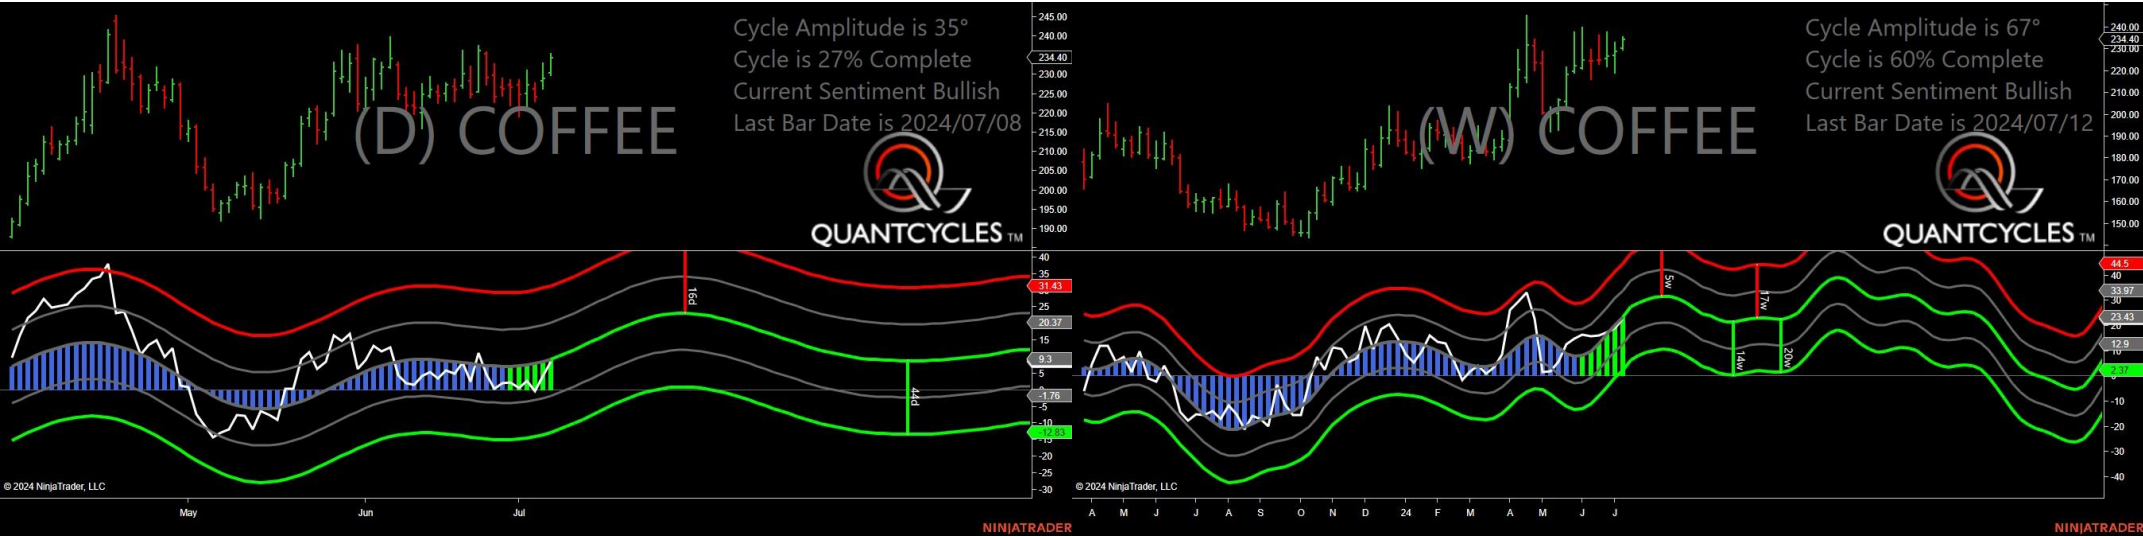 Cycle Amplitude is 35°
Cycle is 27% Complete
Current Sentiment Bullish
Last Bar Date is 2024/07/08
(D) COFFEE
QUANTCYCLES TM
245.00
240.00
234.40
230.00
225.00
220.00
215.00
210.00
205.00
200.00
195.00
190.00
40
35
31.43
25
20.37
15
9.3
5
-1.76
-5
-10
-12.83
-15
-20
-25
-30
16d
44d
© 2024 NinjaTrader, LLC
May Jun Jul
NINJATRADER
Cycle Amplitude is 67°
Cycle is 60% Complete
Current Sentiment Bullish
Last Bar Date is 2024/07/12
(W) COFFEE
QUANTCYCLES TM
240.00
234.40
230.00
220.00
210.00
200.00
190.00
180.00
170.00
160.00
150.00
44.5
40
33.97
30
23.43
20
12.9
10
2.37
-10
-20
-30
-40
5w
17w
14w
20w
© 2024 NinjaTrader, LLC
A M J J A S O N D 24 F M A M J J
NINJATRADER